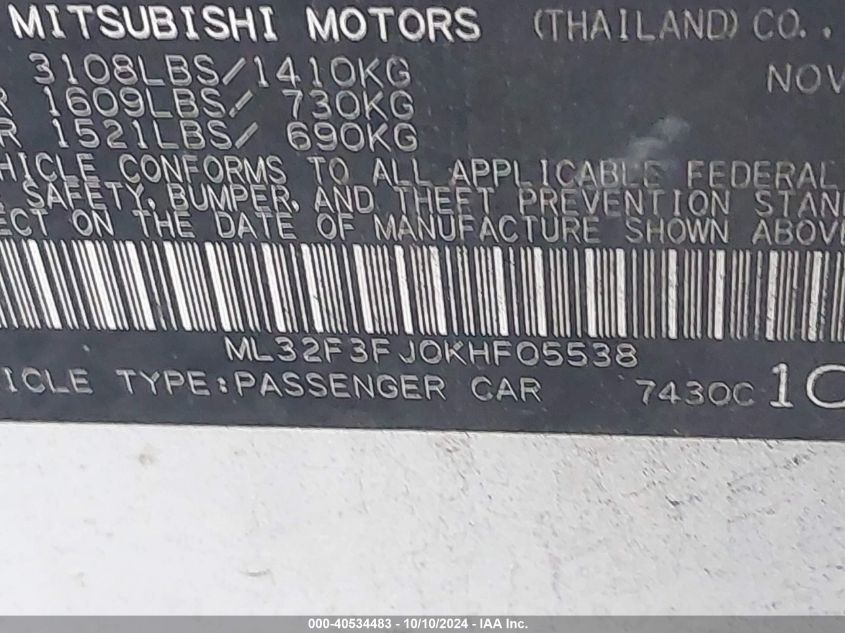 MITSUBISHI MOTORS (THAILAND) CO.,
3108LBS/1410KG NOV
R 1609LBS/ 730KG
R 1521LBS/ 690KG
HICLE CONFORMS TO ALL APPLICABLE FEDERAL
SAFETY, BUMPER, AND THEFT PREVENTION STAN
ECT ON THE DATE OF MANUFACTURE SHOWN ABOV
ML32F3FJ0KHF05538
ICLE TYPE:PASSENGER CAR 7430C 10
000-40534483 - 10/10/2024 - IAA Inc.